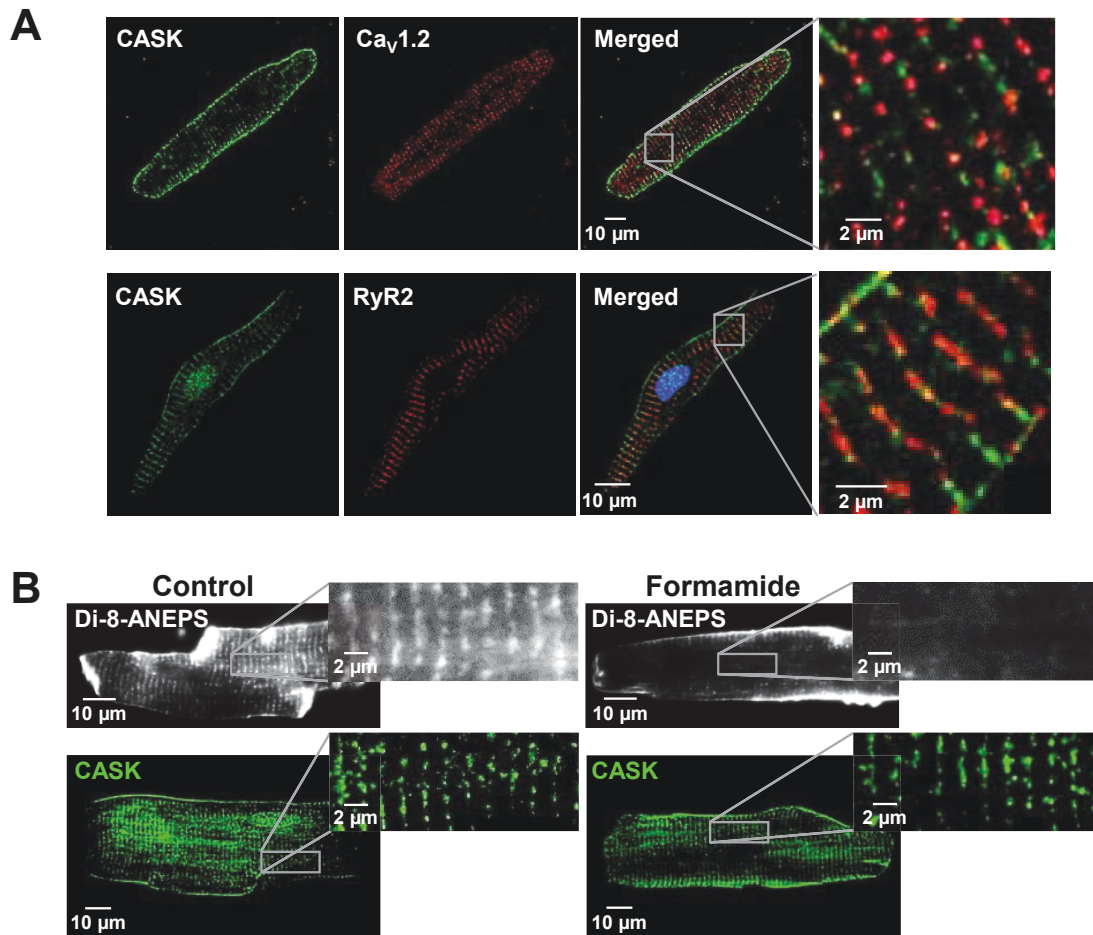 A
CASK
Ca_V1.2
Merged
10 µm
2 µm
CASK
RyR2
Merged
10 µm
2 µm
B
Control
Di-8-ANEPS
2 µm
10 µm
Formamide
Di-8-ANEPS
2 µm
10 µm
CASK
2 µm
10 µm
CASK
2 µm
10 µm